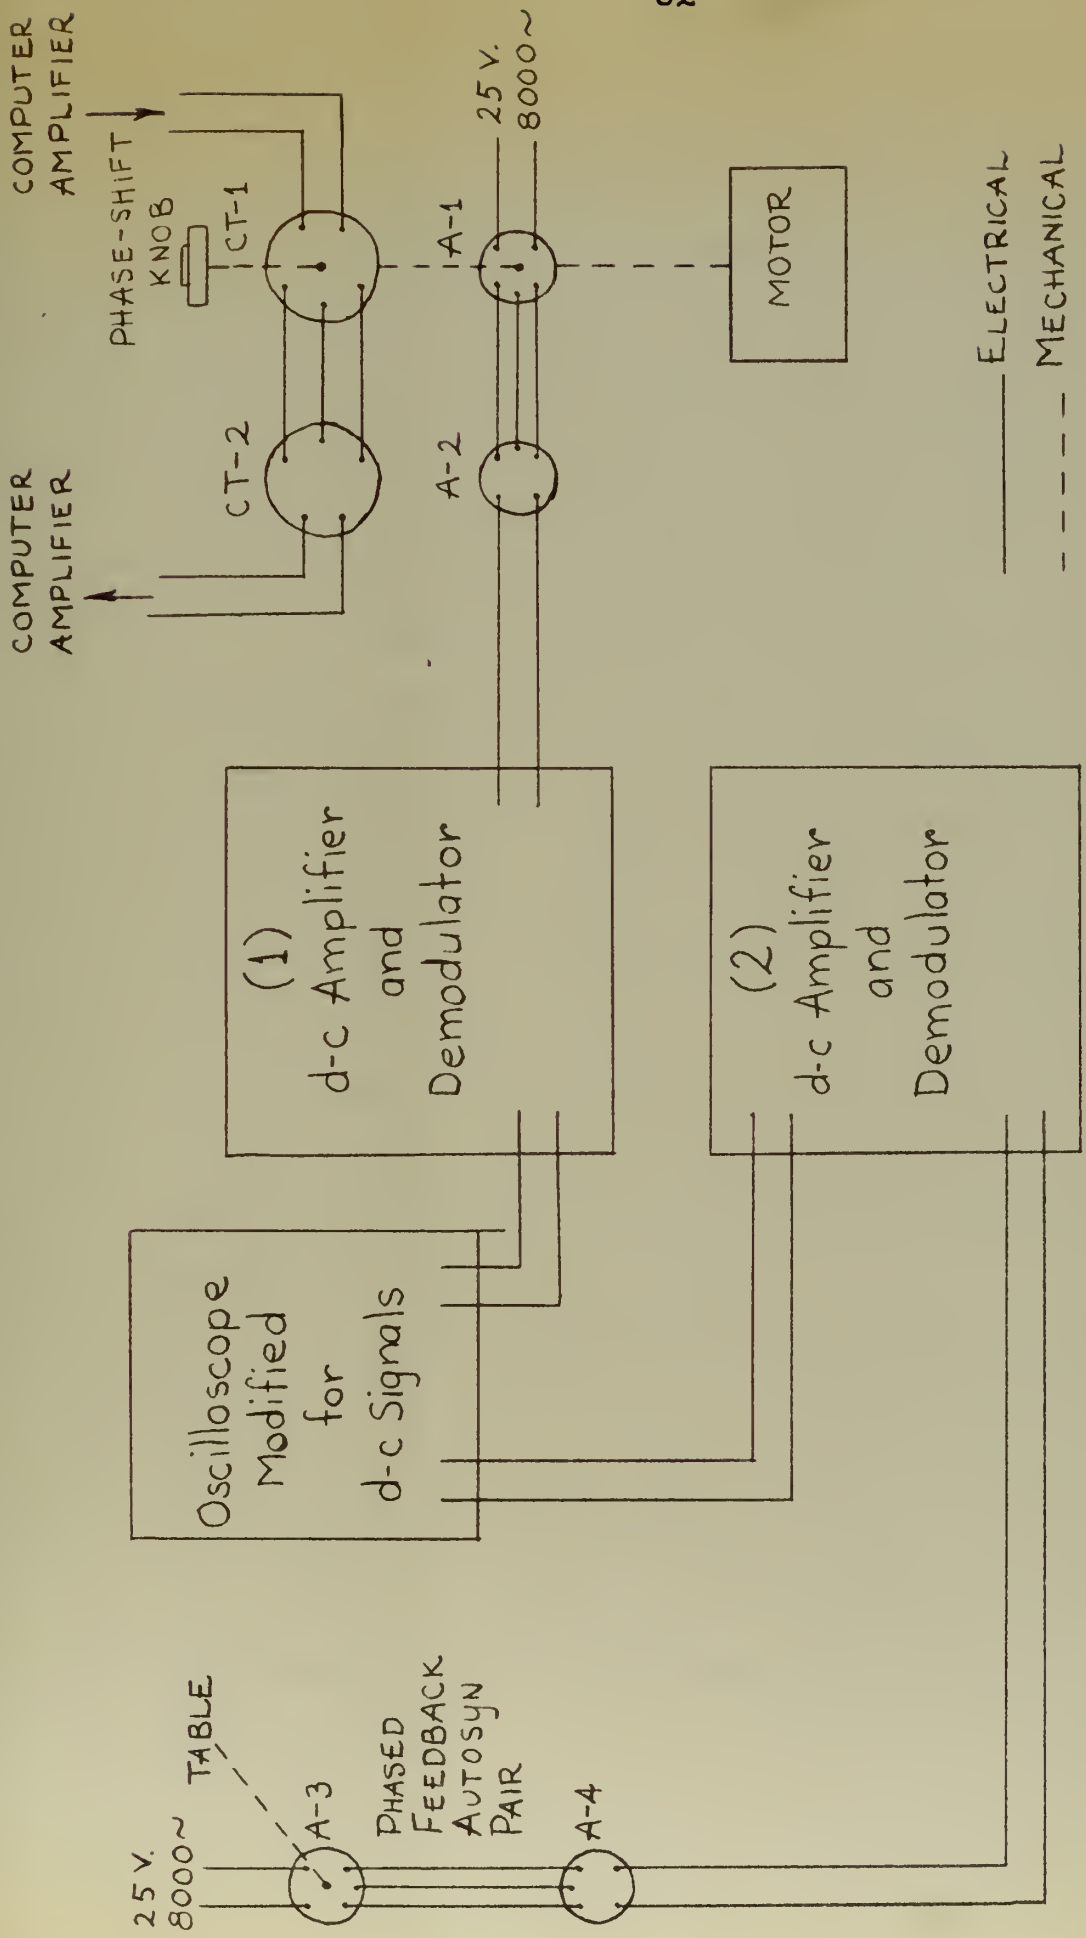 COMPUTER
AMPLIFIER
COMPUTER
AMPLIFIER
PHASE-SHIFT
KNOB
CT-2
CT-1
A-2
A-1
25 V.
8000~
MOTOR
(1)
d-c Amplifier
and
Demodulator
(2)
d-c Amplifier
and
Demodulator
Oscilloscope
Modified
for
d-c Signals
25 V.
8000~
TABLE
A-3
PHASED
FEEDBACK
AUTOSYN
PAIR
A-4
ELECTRICAL
MECHANICAL